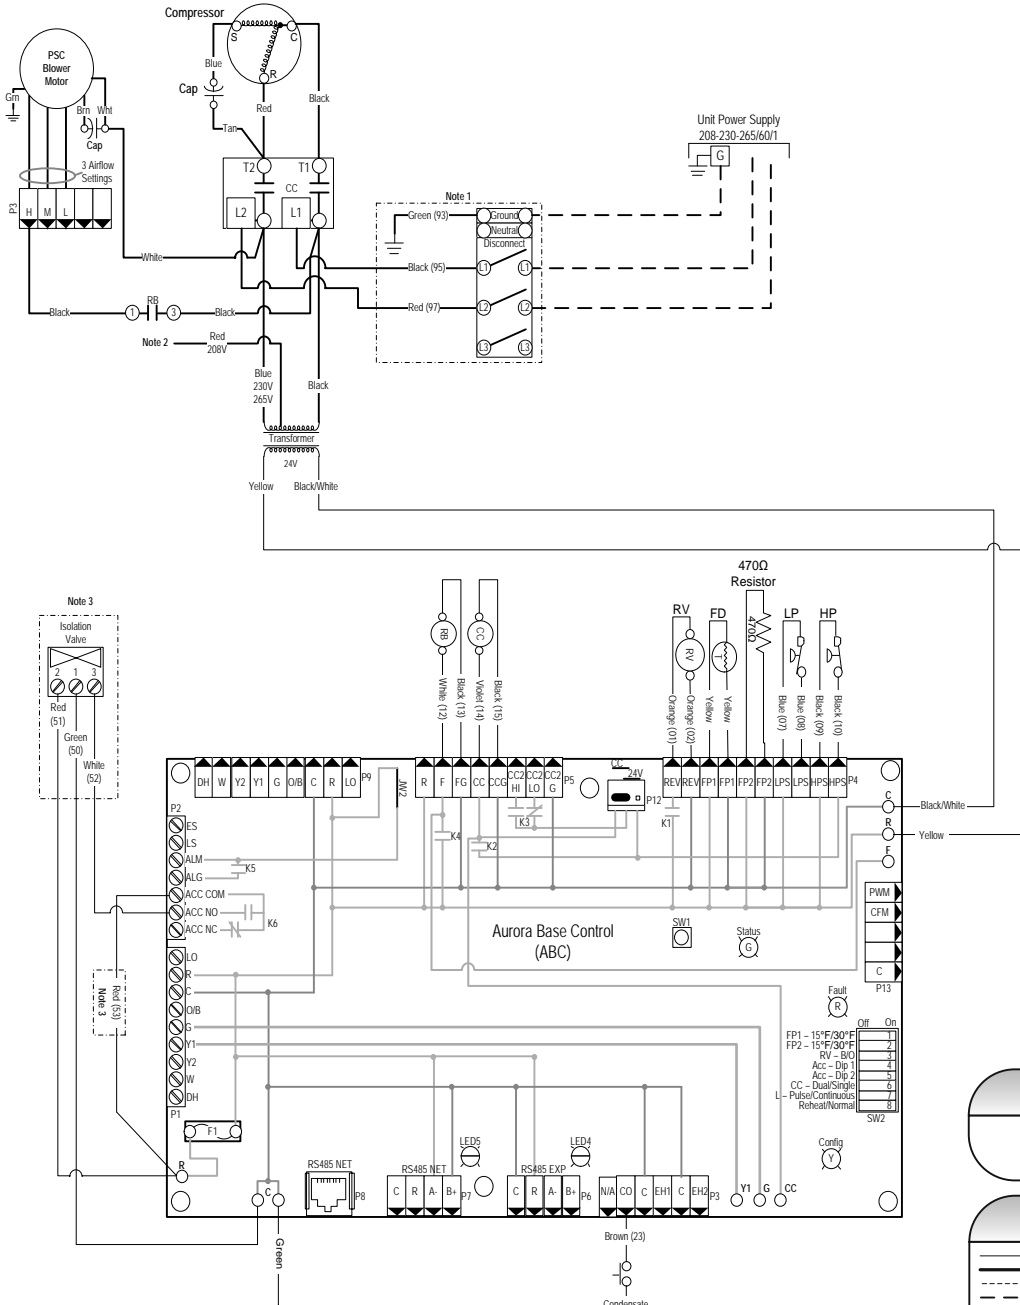 Compressor
S
C
R
PSC
Blower
Motor
Blue
Cap
Red
Black
Tan
Grn
Brn
Wht
Cap
3 Airflow
Settings
P3
H
M
L
T2
T1
CC
L2
L1
Unit Power Supply
208-230-265/60/1
G
Note 1
Green (93)
Ground
Neutral
Disconnect
Black (95)
L1
L1
Red (97)
L2
L2
L3
L3
White
Black
1
RB
3
Black
Note 2
Red
208V
Blue
230V
265V
Black
Transformer
24V
Yellow
Black/White
Note 3
Isolation
Valve
2
1
3
Red
(51)
Green
(50)
White
(52)
RB
CC
White (12)
Black (13)
Violet (14)
Black (15)
470Ω
Resistor
470Ω
RV
FD
LP
HP
RV
T
Orange (01)
Orange (02)
Yellow
Yellow
Blue (07)
Blue (08)
Black (09)
Black (10)
DH
W
Y2
Y1
G
O/B
C
R
LO
P9
JW2
R
F
FG
CC
CCG
CC2
HI
CC2
LO
CC2
G
P5
CC
24V
P12
REV
REV
FP1
FP1
FP2
FP2
LPS
LPS
HPS
HPS
P4
K1
K2
K3
K4
K5
K6
C
Black/White
R
Yellow
F
P2
ES
LS
ALM
ALG
ACC COM
ACC NO
ACC NC
LO
R
C
O/B
G
Y1
Y2
W
DH
P1
F1
R
Red (53)
Note 3
Aurora Base Control
(ABC)
SW1
Status
G
PWM
CFM
C
P13
Fault
R
Off
On
FP1 – 15°F/30°F
1
FP2 – 15°F/30°F
2
RV – B/O
3
Acc – Dip 1
4
Acc – Dip 2
5
CC – Dual/Single
6
L – Pulse/Continuous
7
Reheat/Normal
8
SW2
Config
Y
LED5
LED4
RS485 NET
P8
RS485 NET
C
R
A-
B+
P7
RS485 EXP
C
R
A-
B+
P6
N/A
CO
C
EH1
C
EH2
P3
Y1
G
CC
C
Green
Brown (23)
Condensate